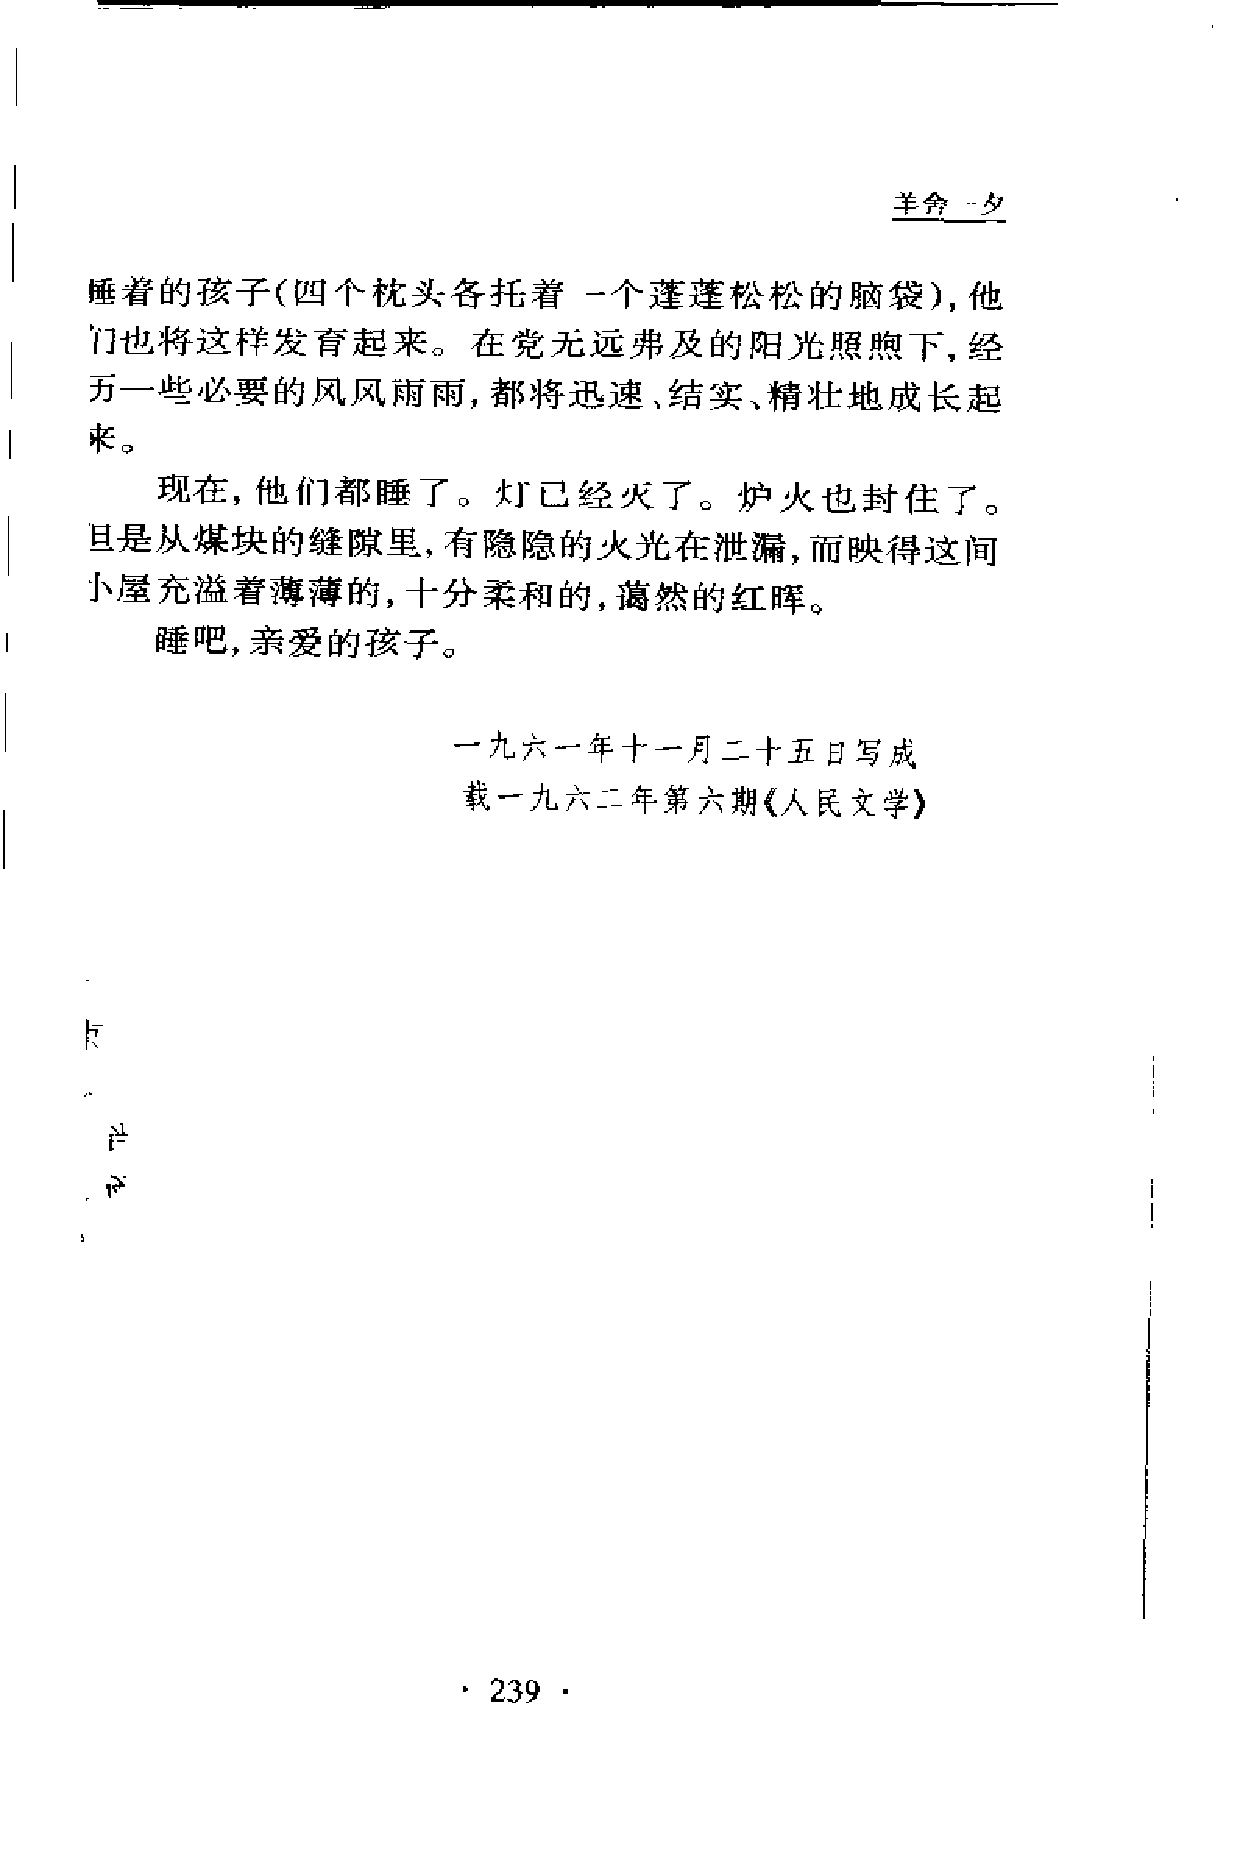 羊舍一夕
睡着的孩子(四个枕头各托着一个蓬蓬松松的脑袋),他
们也将这样发育起来。在党无远弗及的阳光照煦下,经
历一些必要的风风雨雨,都将迅速、结实、精壮地成长起
来。
现在,他们都睡了。灯已经灭了。炉火也封住了。
但是从煤块的缝隙里,有隐隐的火光在泄漏,而映得这间
小屋充溢着薄薄的,十分柔和的,蔼然的红晖。
睡吧,亲爱的孩子。
一九六一年十一月二十五日写成
载一九六二年第六期《人民文学》
· 239 ·